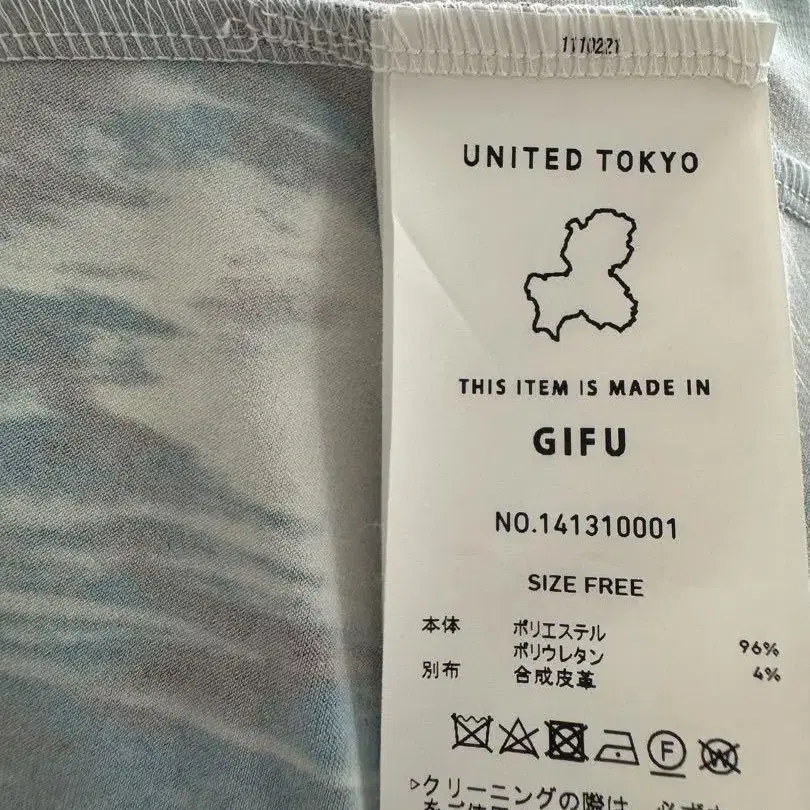 1110221
UNITED TOKYO
THIS ITEM IS MADE IN
GIFU
NO.141310001
SIZE FREE
本体 ポリエステル 96%
ポリウレタン 4%
別布 合成皮革
F
W
▷クリーニングの際は、必ず